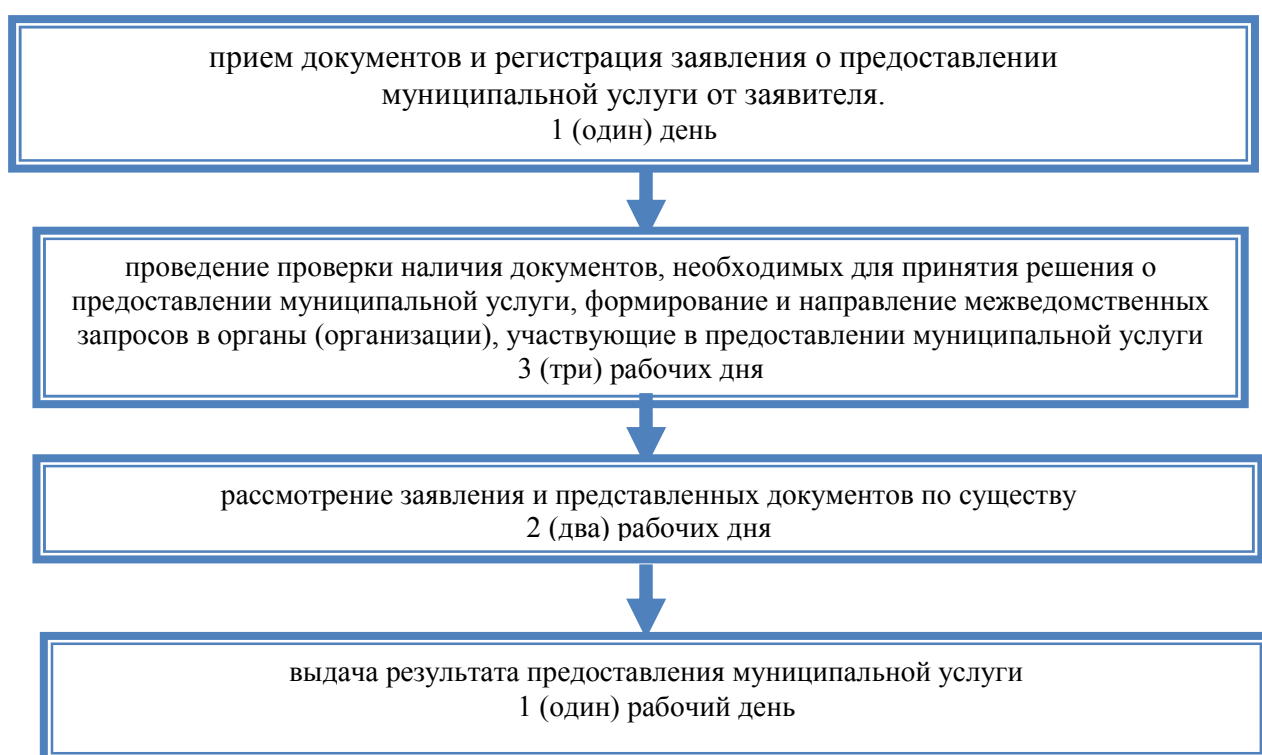 прием документов и регистрация заявления о предоставлении
муниципальной услуги от заявителя.
1 (один) день
проведение проверки наличия документов, необходимых для принятия решения о
предоставлении муниципальной услуги, формирование и направление межведомственных
запросов в органы (организации), участвующие в предоставлении муниципальной услуги
3 (три) рабочих дня
рассмотрение заявления и представленных документов по существу
2 (два) рабочих дня
выдача результата предоставления муниципальной услуги
1 (один) рабочий день